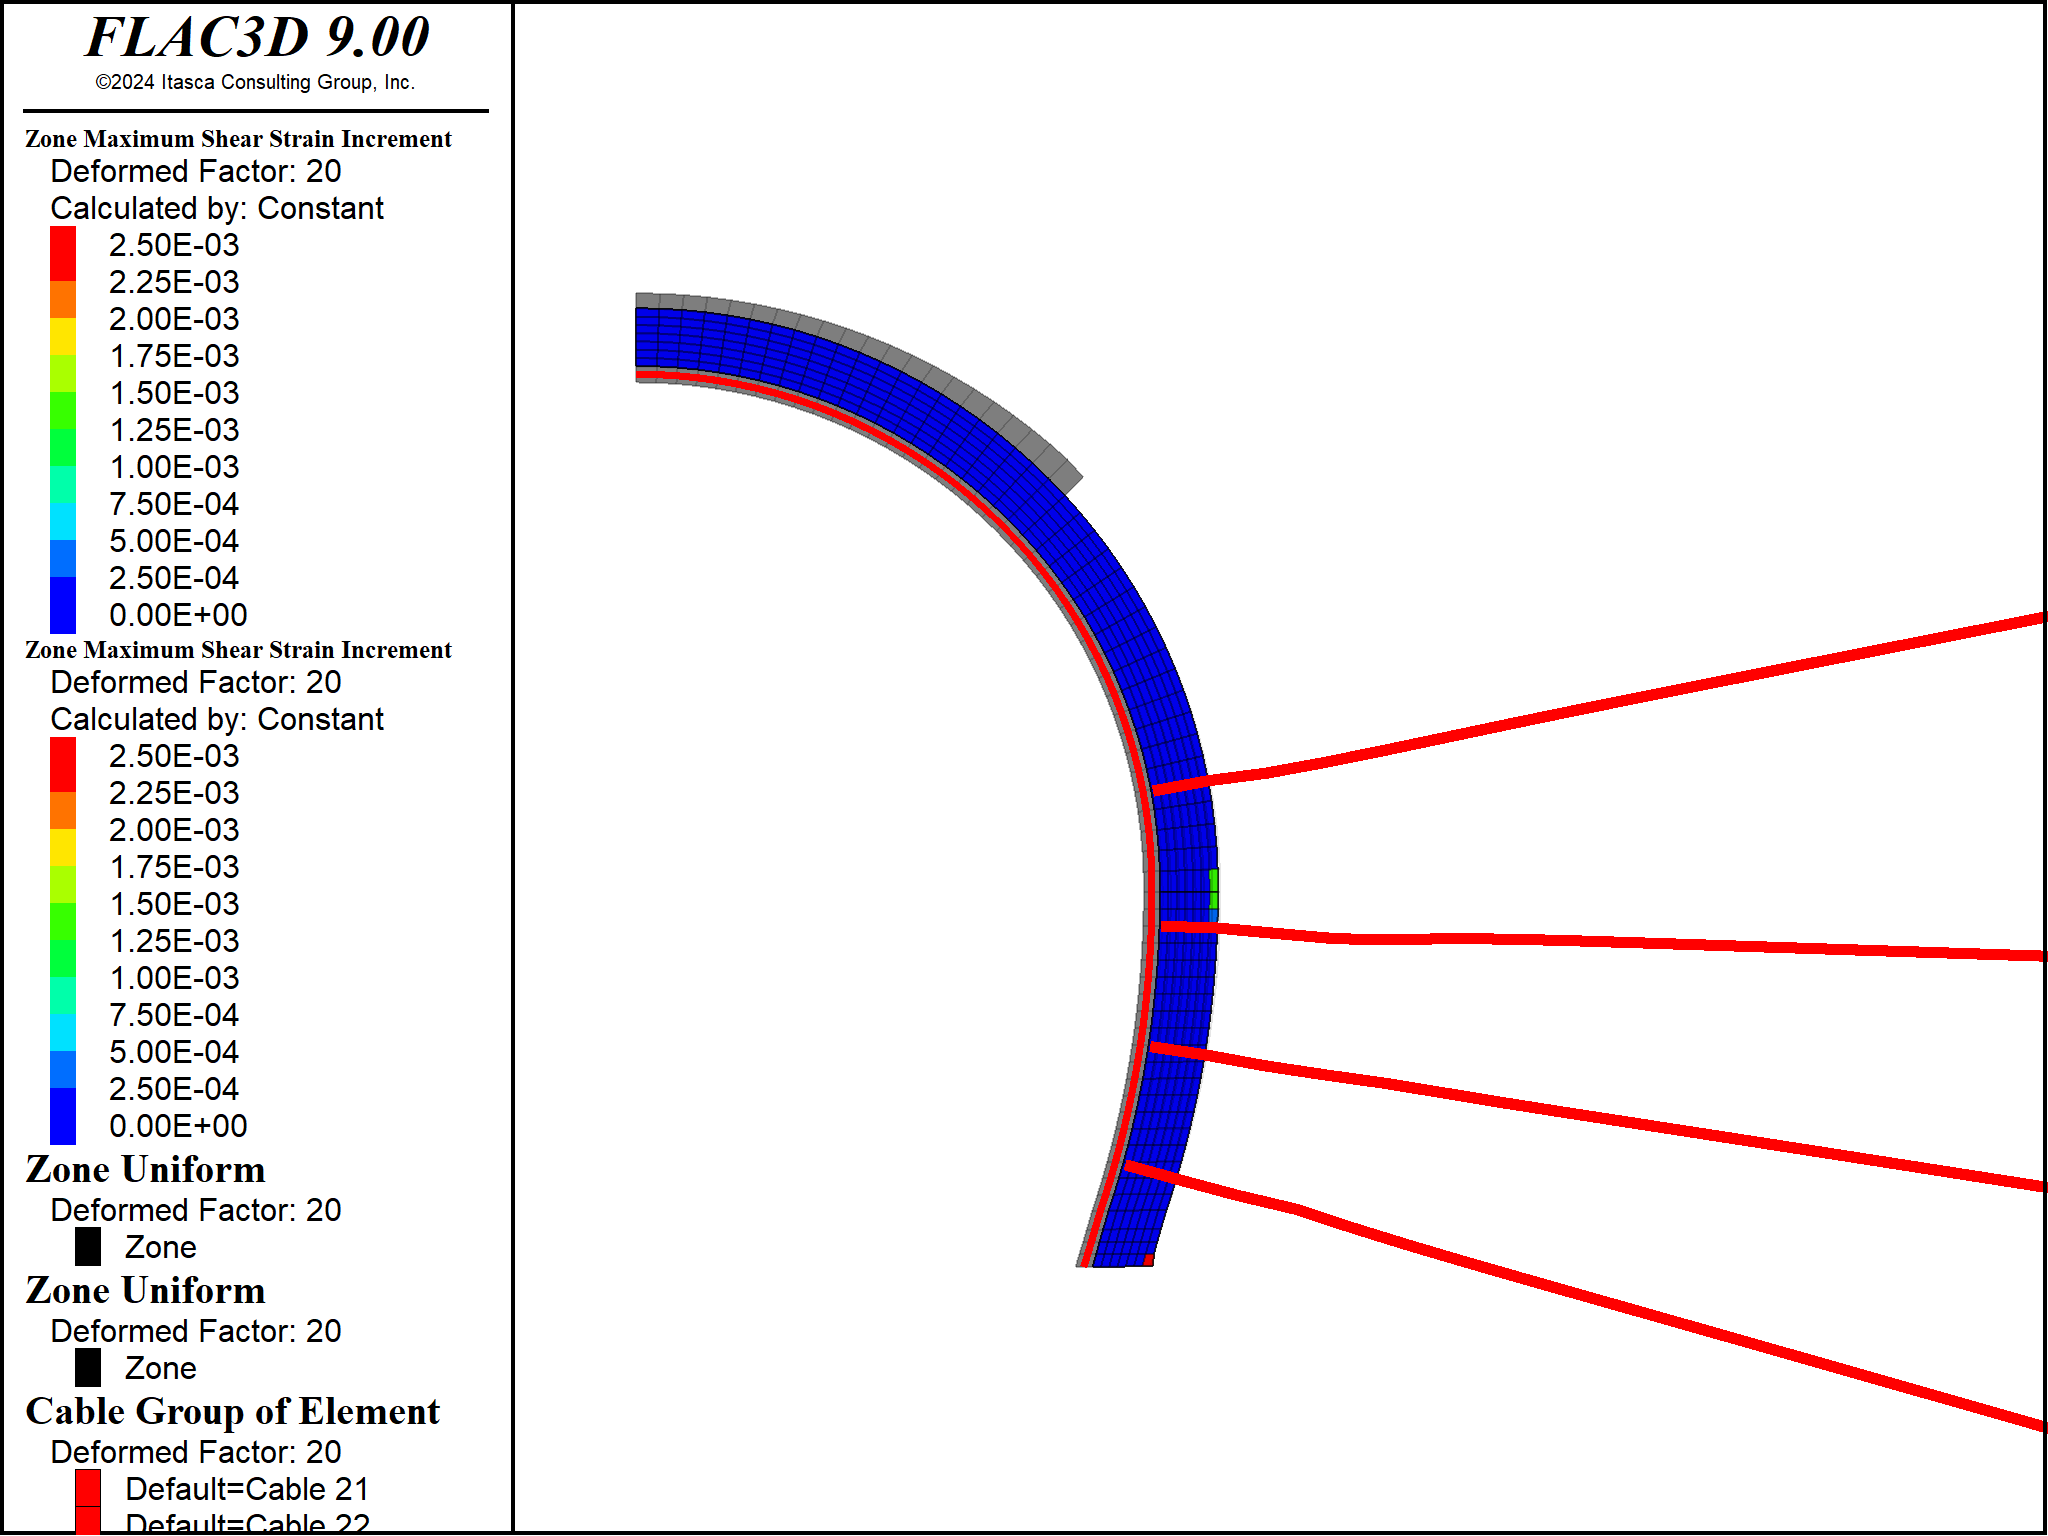 FLAC3D 9.00
©2024 Itasca Consulting Group, Inc.
Zone Maximum Shear Strain Increment
Deformed Factor: 20
Calculated by: Constant
2.50E-03
2.25E-03
2.00E-03
1.75E-03
1.50E-03
1.25E-03
1.00E-03
7.50E-04
5.00E-04
2.50E-04
0.00E+00
Zone Maximum Shear Strain Increment
Deformed Factor: 20
Calculated by: Constant
2.50E-03
2.25E-03
2.00E-03
1.75E-03
1.50E-03
1.25E-03
1.00E-03
7.50E-04
5.00E-04
2.50E-04
0.00E+00
Zone Uniform
Deformed Factor: 20
Zone
Zone Uniform
Deformed Factor: 20
Zone
Cable Group of Element
Deformed Factor: 20
Default=Cable 21
Default=Cable 22